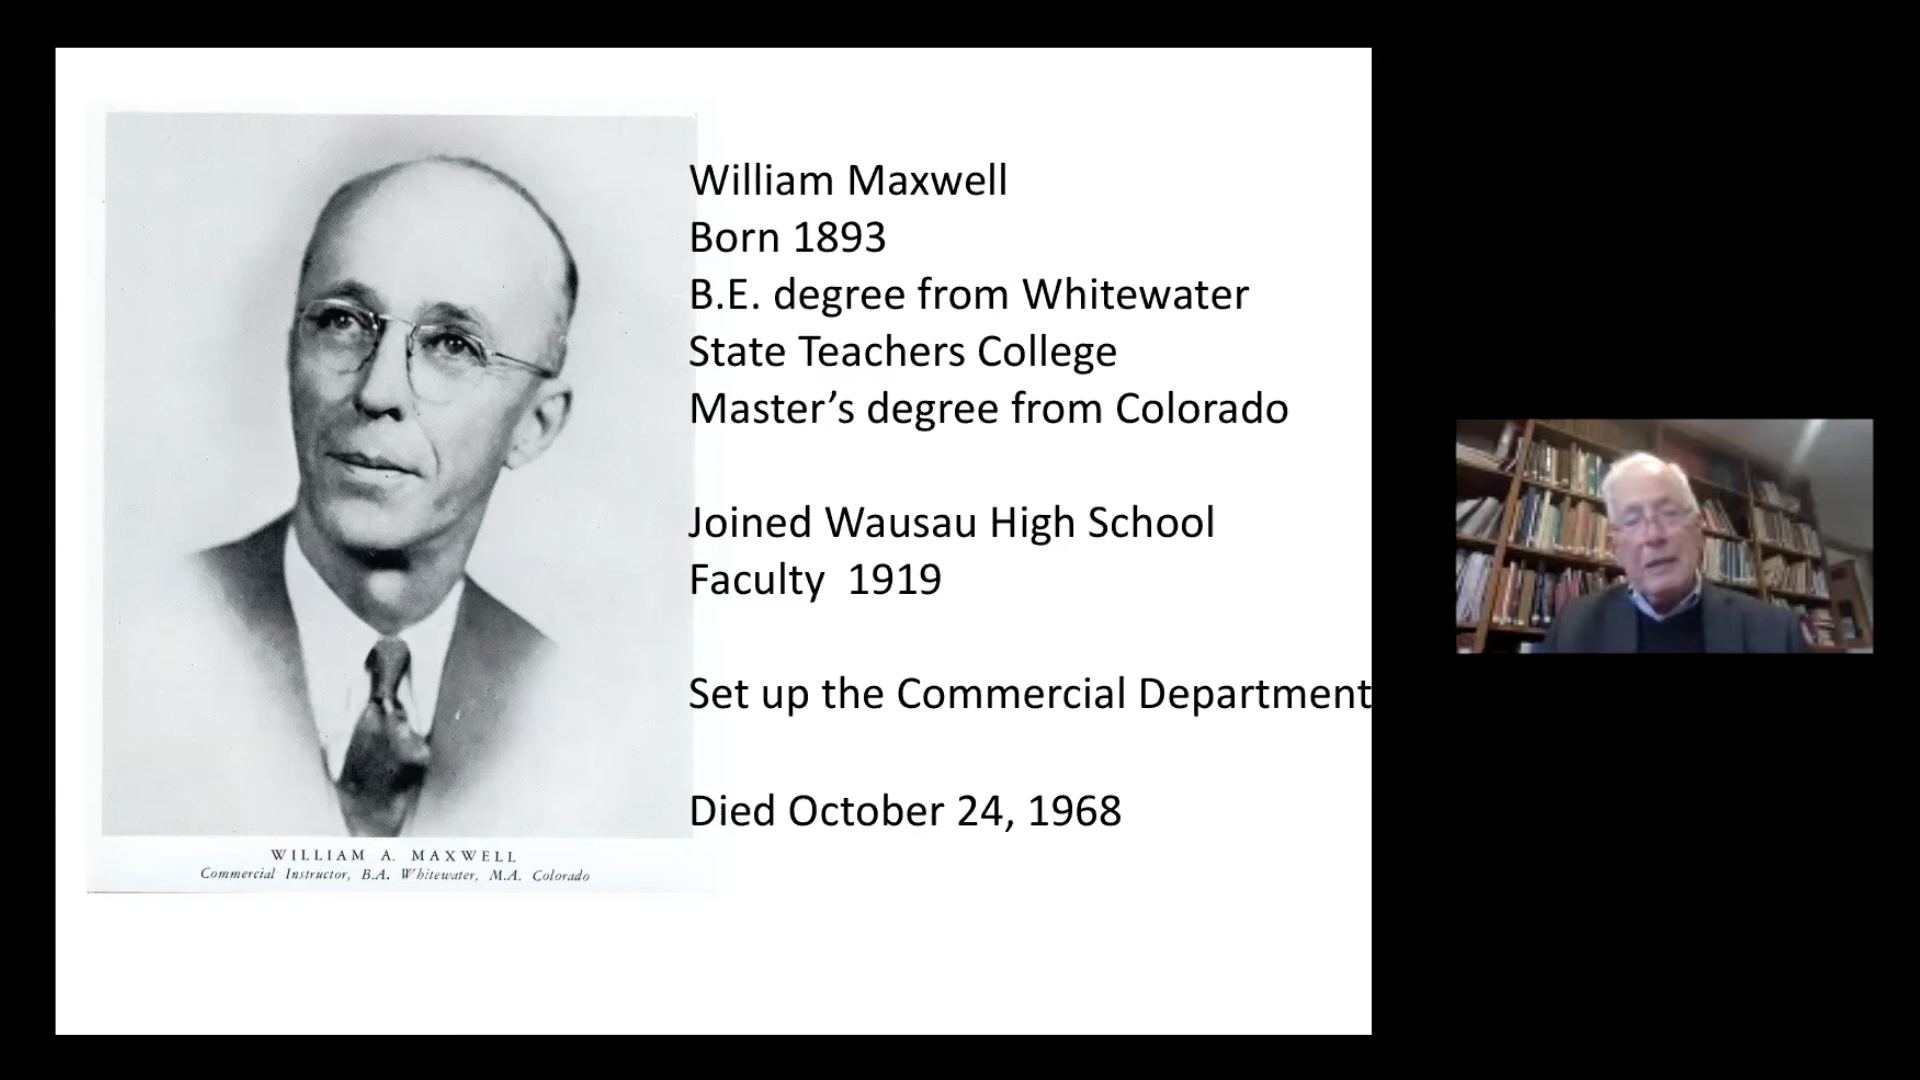 William Maxwell
Born 1893
B.E. degree from Whitewater
State Teachers College
Master's degree from Colorado
Joined Wausau High School
Faculty  1919
Set up the Commercial Department
Died October 24, 1968
WILLIAM A. MAXWELL
Commercial Instructor, B.A. Whitewater, M.A. Colorado